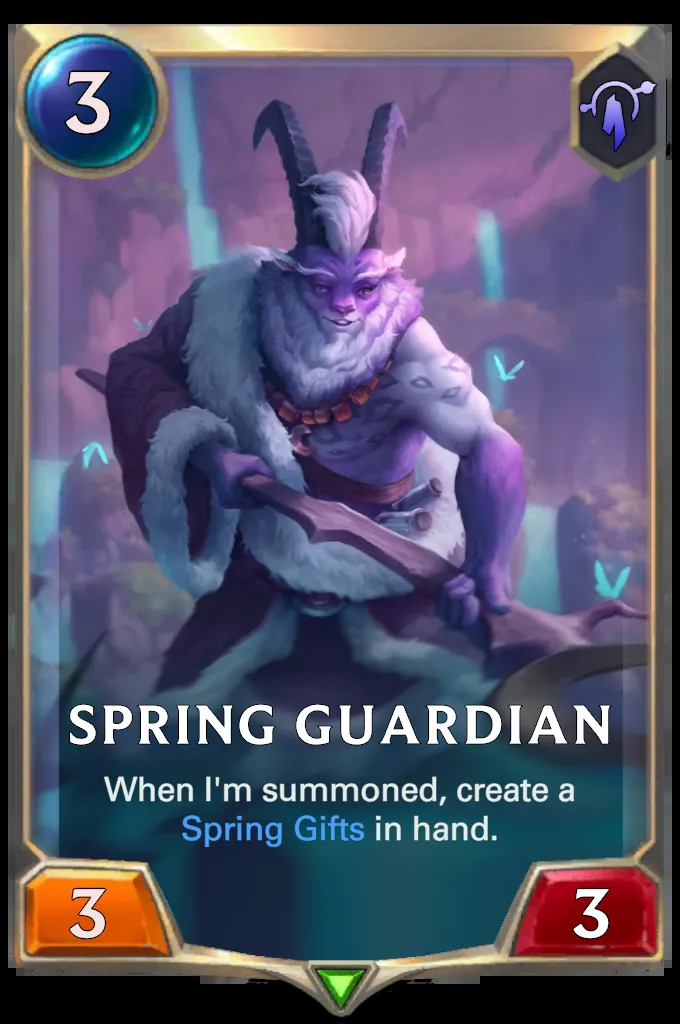 3
SPRING GUARDIAN
When I'm summoned, create a
Spring Gifts in hand.
3
3